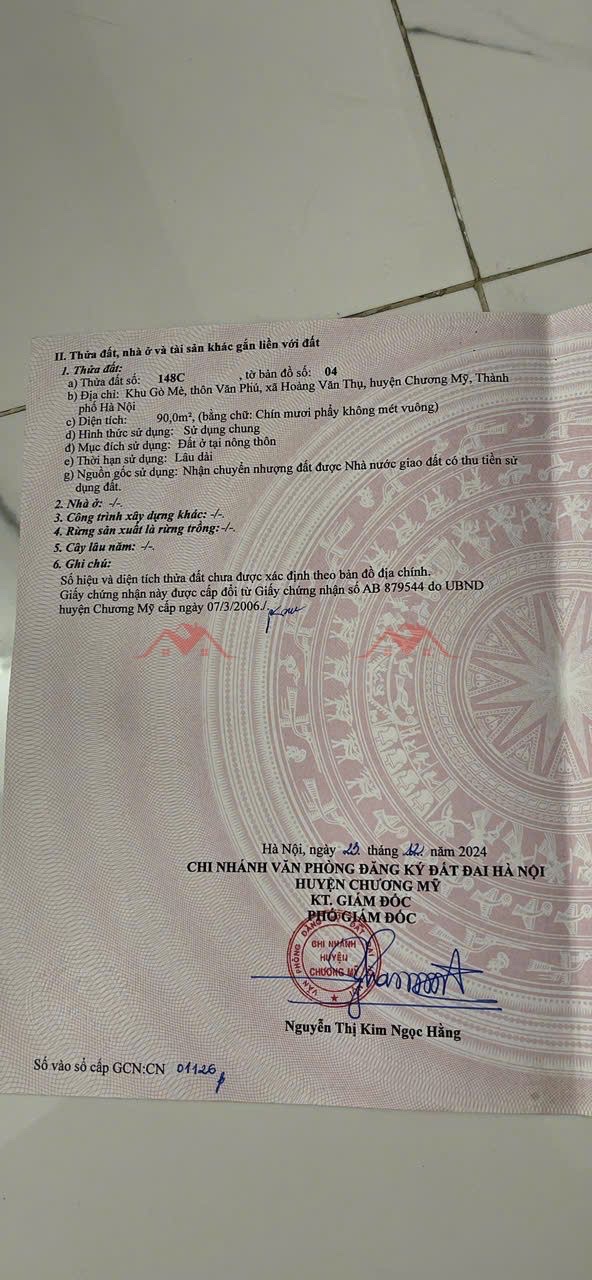 II. Thửa đất, nhà ở và tài sản khác gắn liền với đất
1. Thửa đất:
a) Thửa đất số: 148C , tờ bản đồ số: 04
b) Địa chỉ: Khu Gò Mè, thôn Văn Phú, xã Hoàng Văn Thụ, huyện Chương Mỹ, Thành
phố Hà Nội
c) Diện tích: 90,0m², (bằng chữ: Chín mươi phẩy không mét vuông)
d) Hình thức sử dụng: Sử dụng chung
đ) Mục đích sử dụng: Đất ở tại nông thôn
e) Thời hạn sử dụng: Lâu dài
g) Nguồn gốc sử dụng: Nhận chuyển nhượng đất được Nhà nước giao đất có thu tiền sử
dụng đất.
2. Nhà ở: -/-.
3. Công trình xây dựng khác: -/-.
4. Rừng sản xuất là rừng trồng: -/-.
5. Cây lâu năm: -/-.
6. Ghi chú:
Số hiệu và diện tích thửa đất chưa được xác định theo bản đồ địa chính.
Giấy chứng nhận này được cấp đổi từ Giấy chứng nhận số AB 879544 do UBND
huyện Chương Mỹ cấp ngày 07/3/2006./.
Hà Nội, ngày 23. tháng .12. năm 2024
CHI NHÁNH VĂN PHÒNG ĐĂNG KÝ ĐẤT ĐAI HÀ NỘI
HUYỆN CHƯƠNG MỸ
KT. GIÁM ĐỐC
PHÓ GIÁM ĐỐC
VĂN PHÒNG ĐĂNG KÝ ĐẤT ĐAI
CHI NHÁNH
HUYỆN
CHƯƠNG MỸ
Nguyễn Thị Kim Ngọc Hằng
Số vào sổ cấp GCN:CN 01126